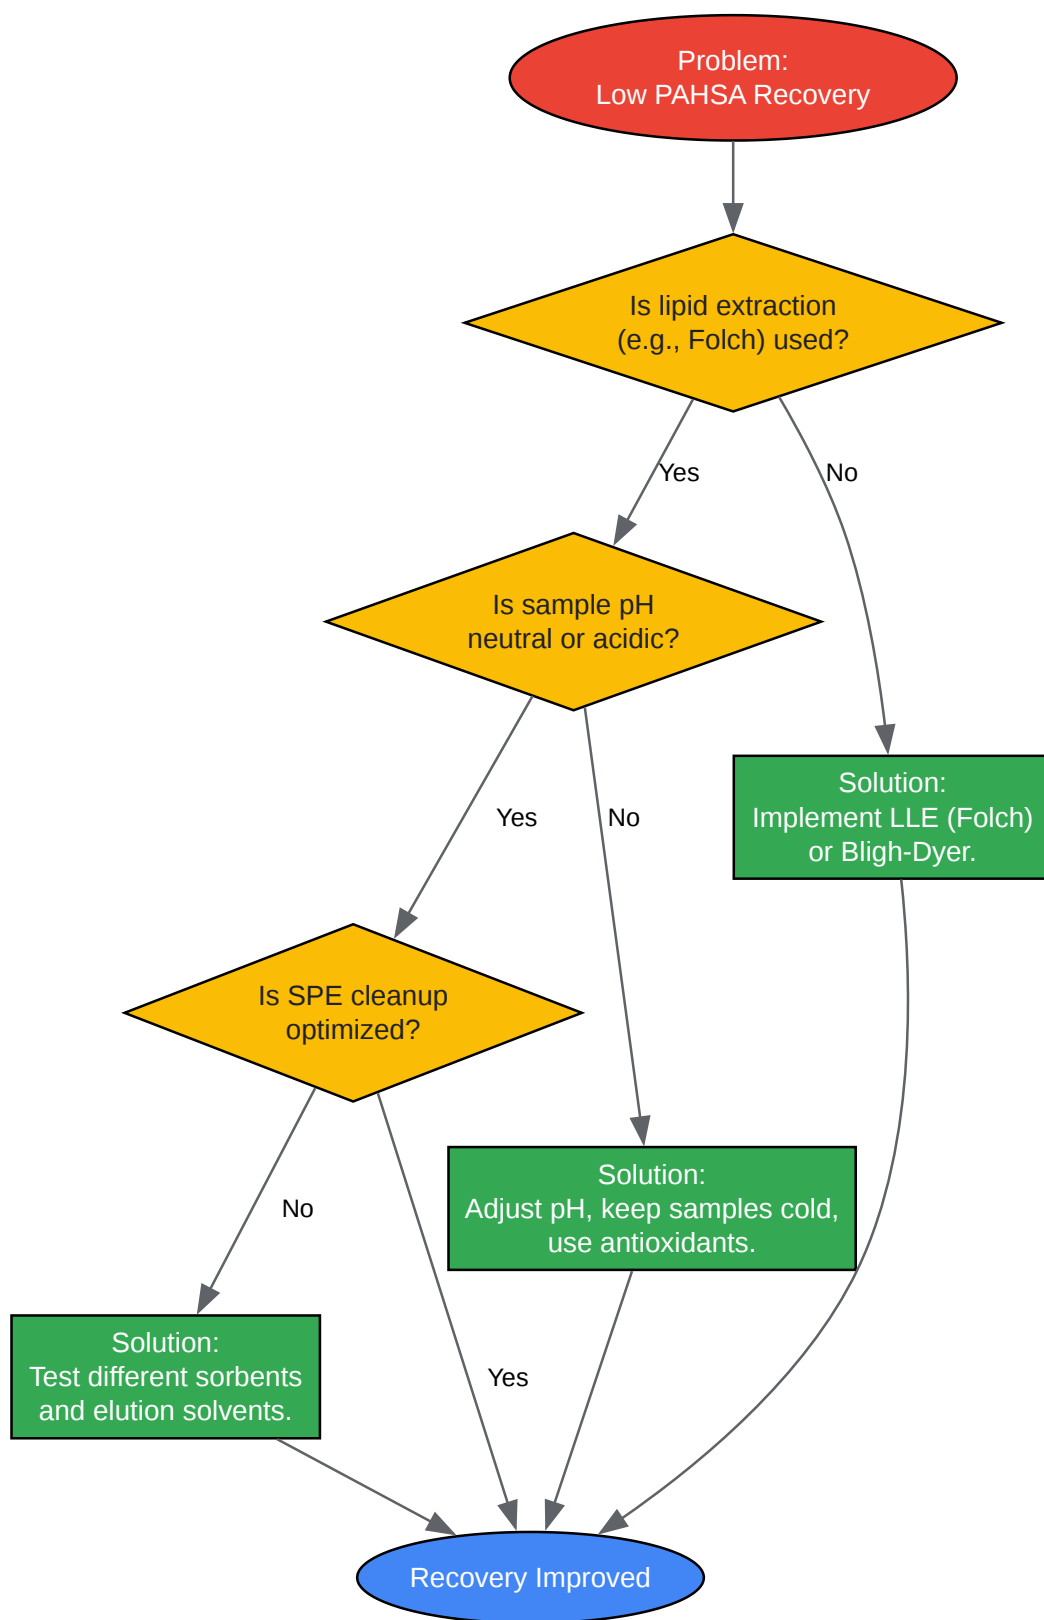 Problem:
Low PAHSA Recovery
Is lipid extraction
(e.g., Folch) used?
Yes
No
Is sample pH
neutral or acidic?
Solution:
Implement LLE (Folch)
or Bligh-Dyer.
Yes
No
Is SPE cleanup
optimized?
Solution:
Adjust pH, keep samples cold,
use antioxidants.
No
Solution:
Test different sorbents
and elution solvents.
Yes
Recovery Improved